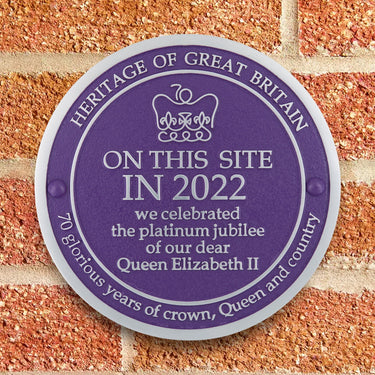 HERITAGE OF GREAT BRITAIN
70
ON THIS SITE
IN 2022
we celebrated
the platinum jubilee
of our dear
Queen Elizabeth II
70 glorious years of crown, Queen and country